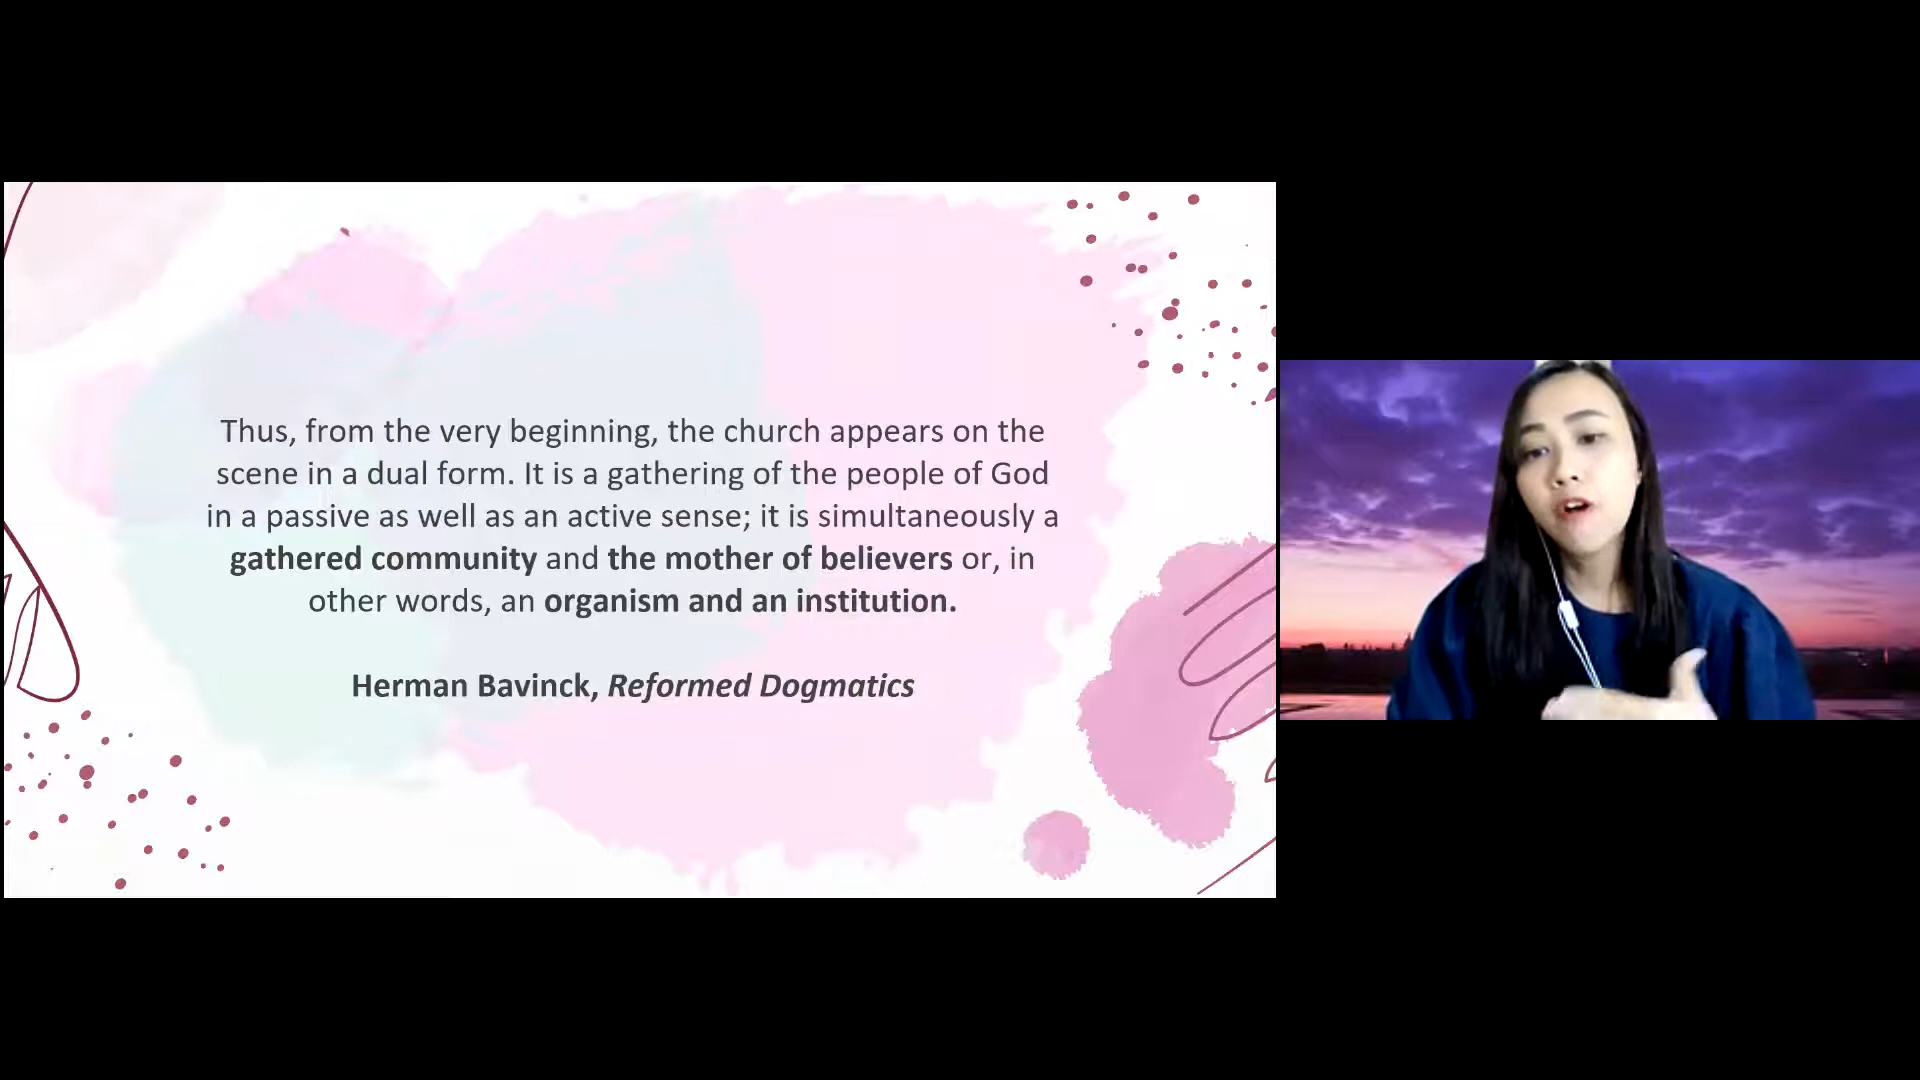 Thus, from the very beginning, the church appears on the
scene in a dual form. It is a gathering of the people of God
in a passive as well as an active sense; it is simultaneously a
gathered community and the mother of believers or, in
other words, an organism and an institution.
Herman Bavinck, Reformed Dogmatics